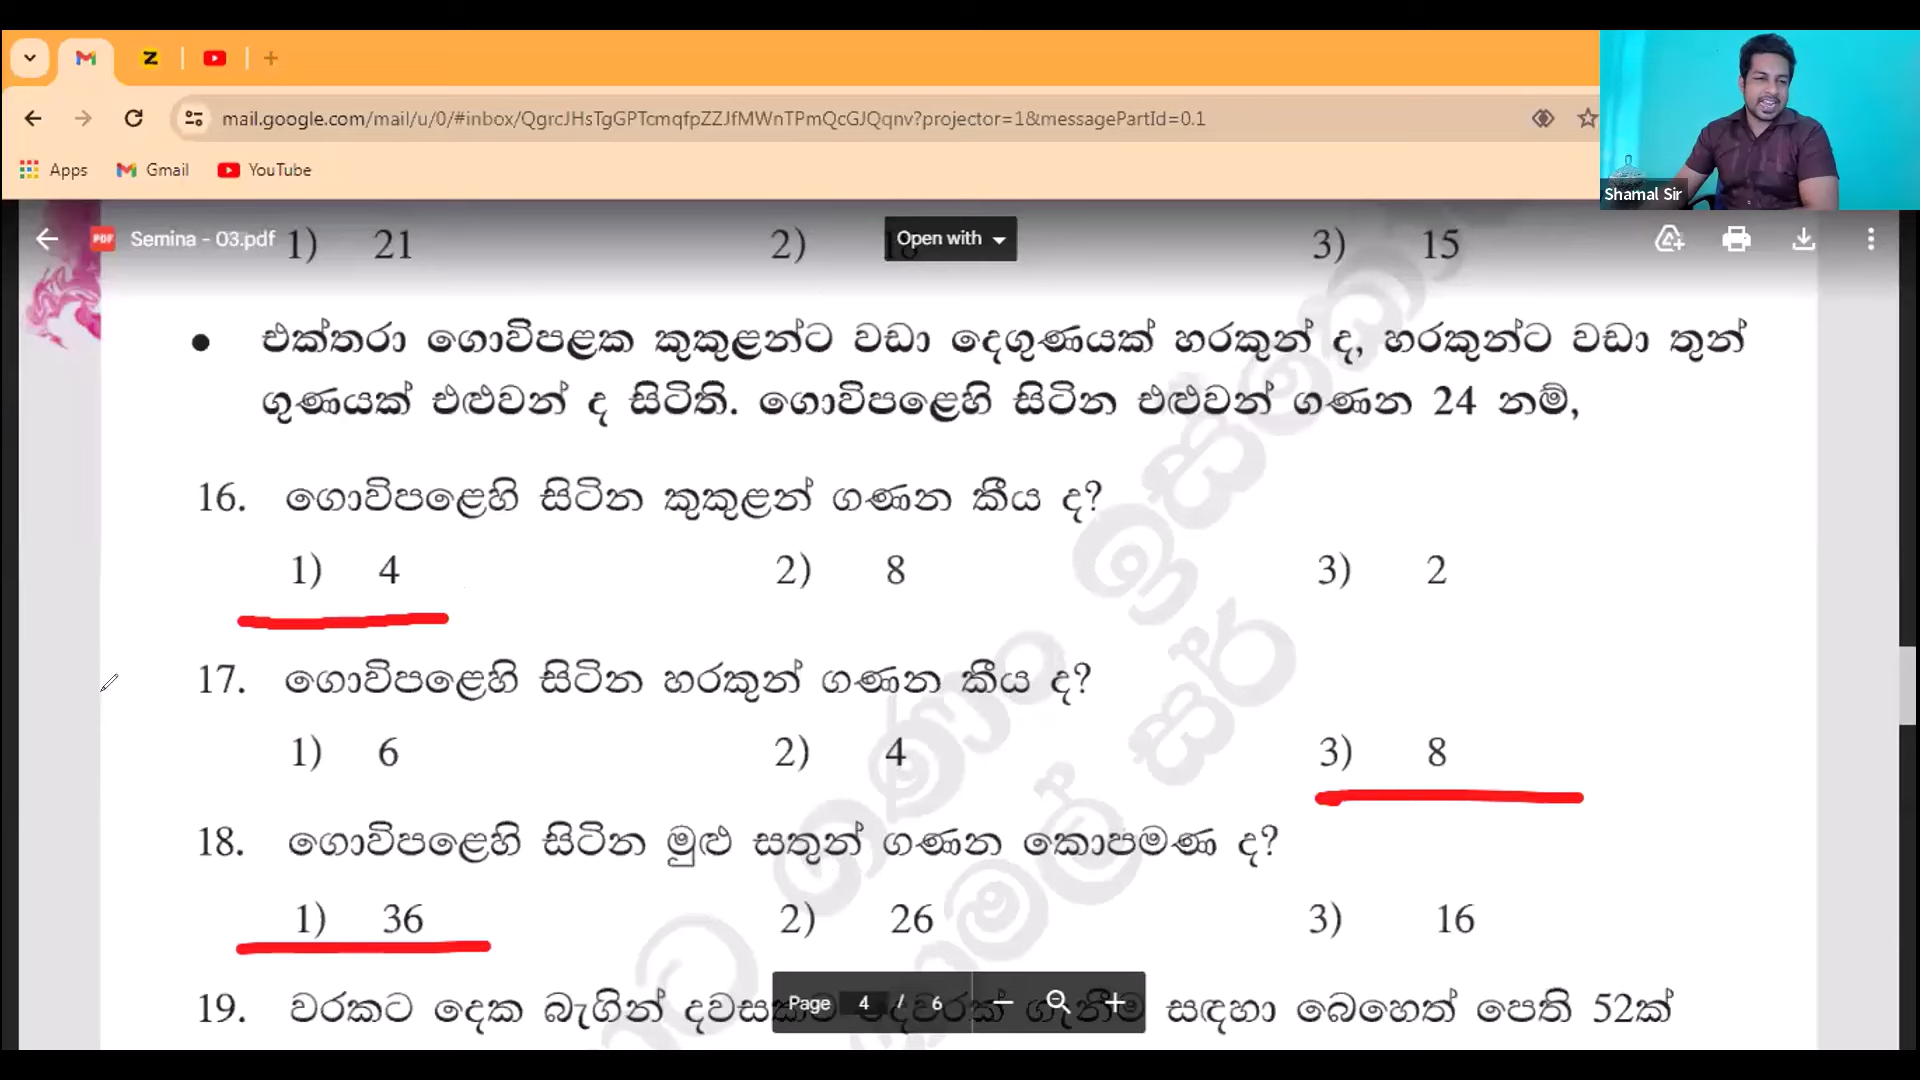 mail.google.com/mail/u/0/#inbox/QgrcJHsTgGPTcmqfpZZJfMWnTPmQcGJQqnv?projector=1&messagePartId=0.1
Apps Gmail YouTube
Shamal Sir
PDF Semina - 03.pdf Open with
1) 21 2) 18 3) 15
● එක්තරා ගොවිපළක කුකුළන්ට වඩා දෙගුණයක් හරකුන් ද, හරකුන්ට වඩා තුන්
ගුණයක් එළුවන් ද සිටිති. ගොවිපළෙහි සිටින එළුවන් ගණන 24 නම්,
16. ගොවිපළෙහි සිටින කුකුළන් ගණන කීය ද?
1) 4 2) 8 3) 2
17. ගොවිපළෙහි සිටින හරකුන් ගණන කීය ද?
1) 6 2) 4 3) 8
18. ගොවිපළෙහි සිටින මුළු සතුන් ගණන කොපමණ ද?
1) 36 2) 26 3) 16
19. වරකට දෙක බැගින් දවසකට දෙවරක් ගැනීම සඳහා බෙහෙත් පෙති 52ක්
Page 4 / 6